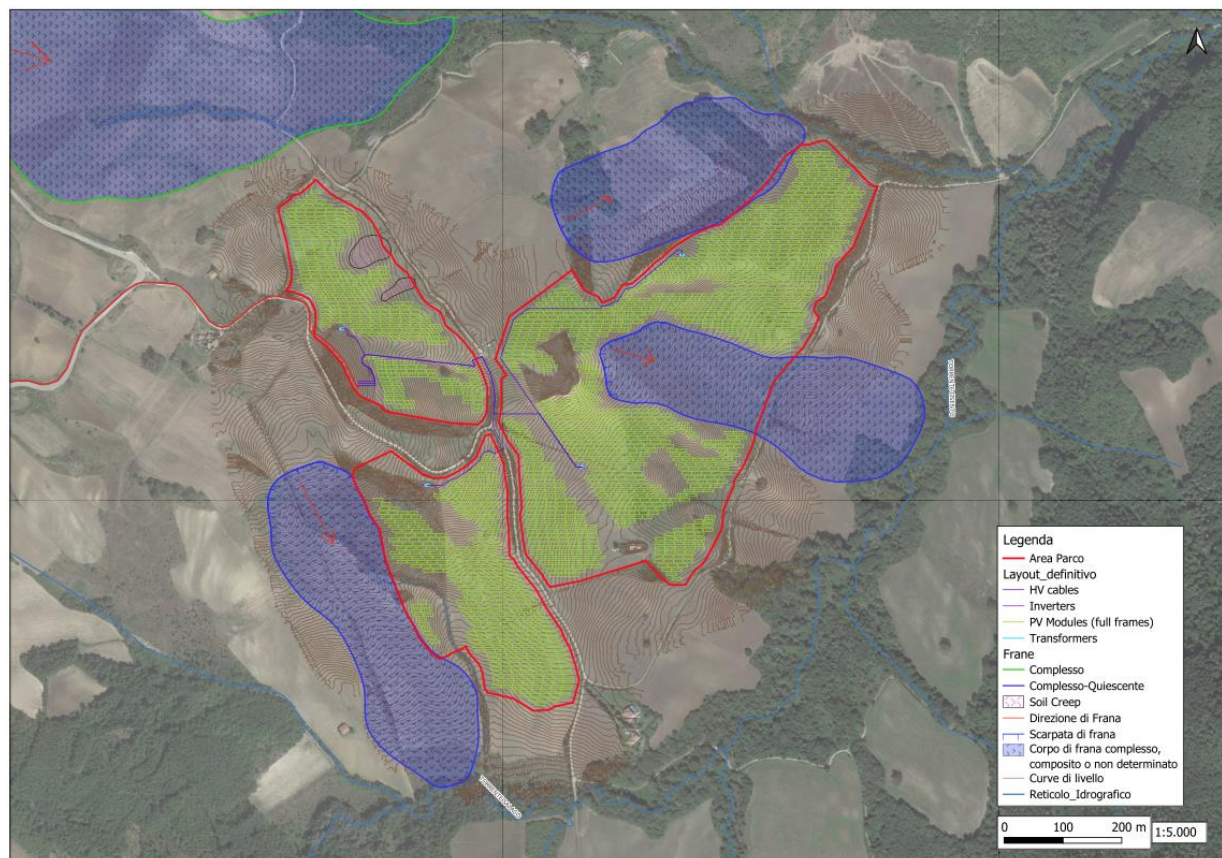 Legenda
Area Parco
Layout_definitivo
HV cables
Inverters
PV Modules (full frames)
Transformers
Frane
Complesso
Complesso-Quiescente
Soil Creep
Direzione di Frana
Scarpata di frana
Corpo di frana complesso,
composito o non determinato
Curve di livello
Reticolo_Idrografico
0 100 200 m
1:5.000